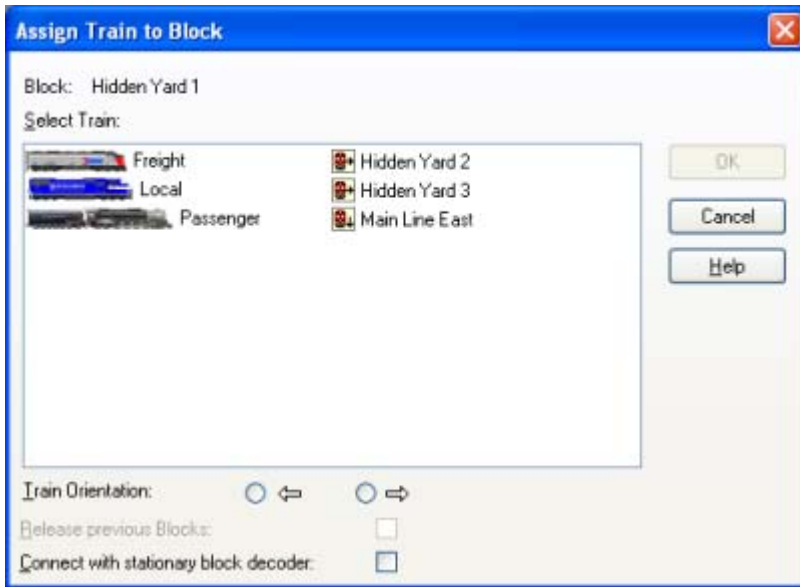 Assign Train to Block
Block: Hidden Yard 1
Select Train:
Freight Hidden Yard 2
Local Hidden Yard 3
Passenger Main Line East
OK
Cancel
Help
Train Orientation:
Release previous Blocks:
Connect with stationary block decoder: